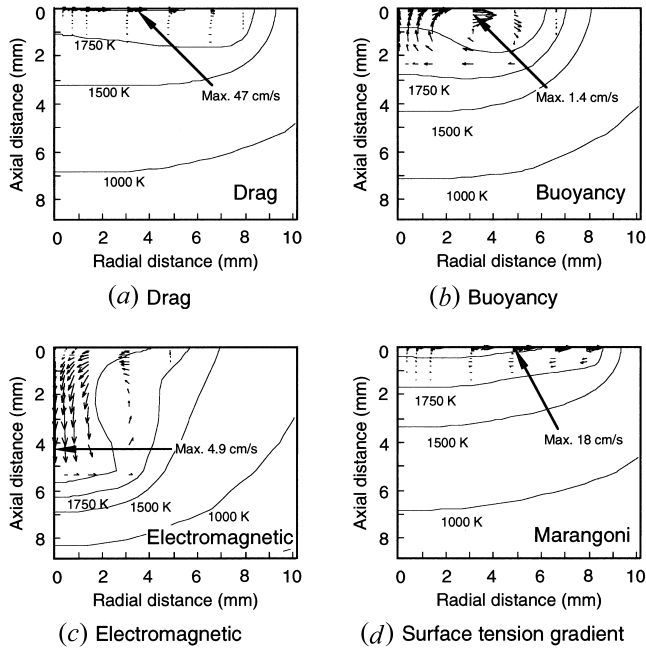 0
2
4
6
8
Axial distance (mm)
1750 K
1500 K
1000 K
Max. 47 cm/s
Drag
0 2 4 6 8 10
Radial distance (mm)
(a) Drag
0
2
4
6
8
Axial distance (mm)
1750 K
1500 K
1000 K
Max. 1.4 cm/s
Buoyancy
0 2 4 6 8 10
Radial distance (mm)
(b) Buoyancy
0
2
4
6
8
Axial distance (mm)
Max. 4.9 cm/s
1750 K
1500 K
1000 K
Electromagnetic
0 2 4 6 8 10
Radial distance (mm)
(c) Electromagnetic
0
2
4
6
8
Axial distance (mm)
1750 K
1500 K
1000 K
Max. 18 cm/s
Marangoni
0 2 4 6 8 10
Radial distance (mm)
(d) Surface tension gradient